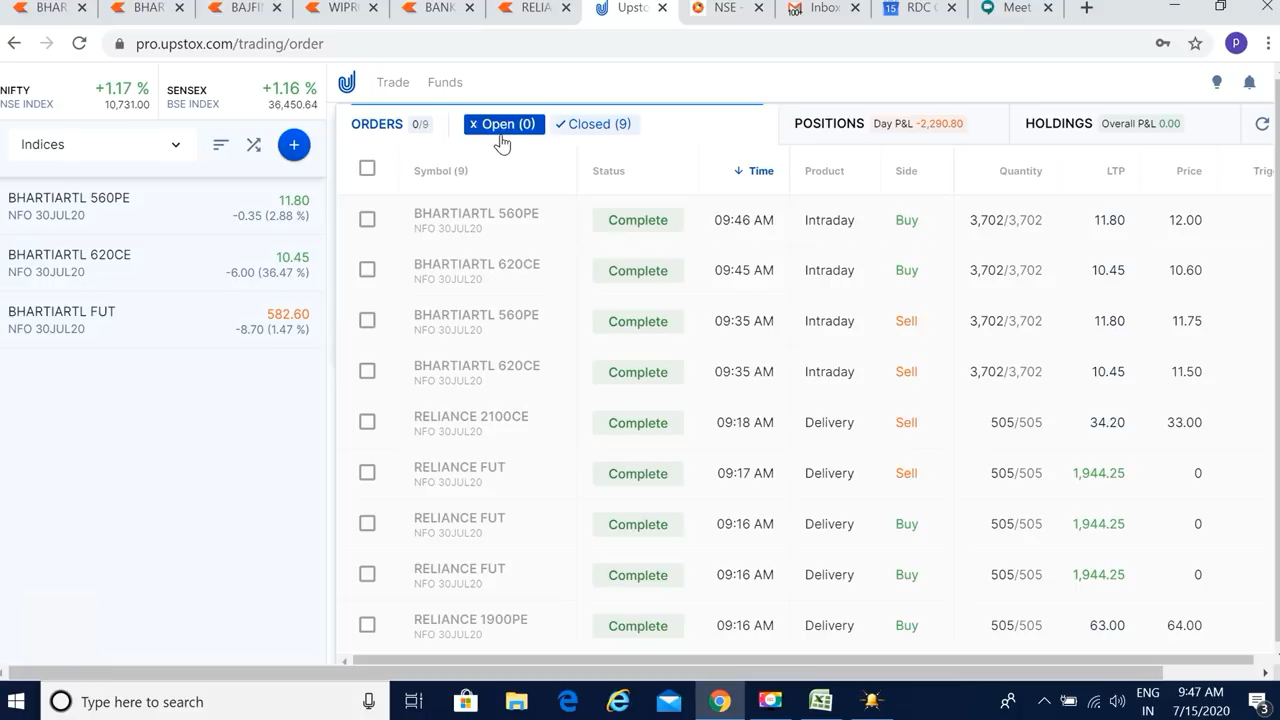 BHAR
BHAR
BAJFI
WIPR
BANK
RELIA
Upsto
NSE -
Inbox
RDC
Meet
pro.upstox.com/trading/order
P
NIFTY +1.17 %
NSE INDEX 10,731.00
SENSEX +1.16 %
BSE INDEX 36,450.64
Trade Funds
Indices
BHARTIARTL 560PE 11.80
NFO 30JUL20 -0.35 (2.88 %)
BHARTIARTL 620CE 10.45
NFO 30JUL20 -6.00 (36.47 %)
BHARTIARTL FUT 582.60
NFO 30JUL20 -8.70 (1.47 %)
ORDERS 0/9 x Open (0) ✓ Closed (9) POSITIONS Day P&L -2,290.80 HOLDINGS Overall P&L 0.00
Symbol (9) Status ↓ Time Product Side Quantity LTP Price Trig
BHARTIARTL 560PE Complete 09:46 AM Intraday Buy 3,702/3,702 11.80 12.00
NFO 30JUL20
BHARTIARTL 620CE Complete 09:45 AM Intraday Buy 3,702/3,702 10.45 10.60
NFO 30JUL20
BHARTIARTL 560PE Complete 09:35 AM Intraday Sell 3,702/3,702 11.80 11.75
NFO 30JUL20
BHARTIARTL 620CE Complete 09:35 AM Intraday Sell 3,702/3,702 10.45 11.50
NFO 30JUL20
RELIANCE 2100CE Complete 09:18 AM Delivery Sell 505/505 34.20 33.00
NFO 30JUL20
RELIANCE FUT Complete 09:17 AM Delivery Sell 505/505 1,944.25 0
NFO 30JUL20
RELIANCE FUT Complete 09:16 AM Delivery Buy 505/505 1,944.25 0
NFO 30JUL20
RELIANCE FUT Complete 09:16 AM Delivery Buy 505/505 1,944.25 0
NFO 30JUL20
RELIANCE 1900PE Complete 09:16 AM Delivery Buy 505/505 63.00 64.00
NFO 30JUL20
Type here to search
ENG
IN
9:47 AM
7/15/2020
3